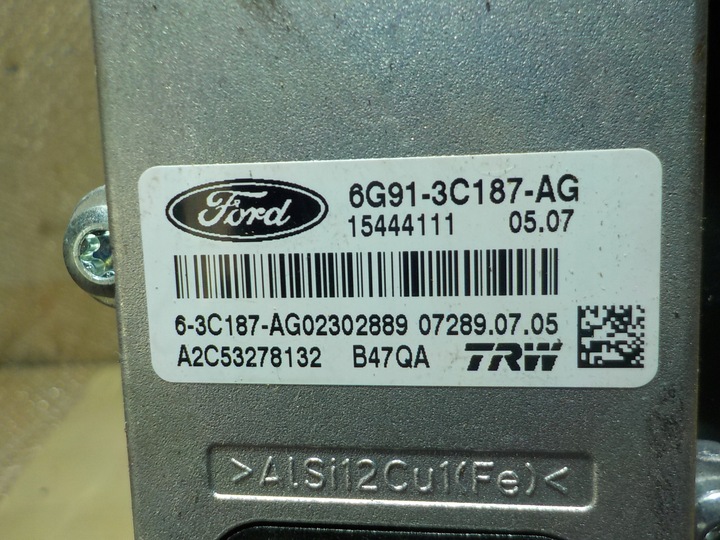 Ford 6G91-3C187-AG
15444111 05.07
6-3C187-AG02302889 07289.07.05
A2C53278132 B47QA TRW
>AlSi12Cu1(Fe)<